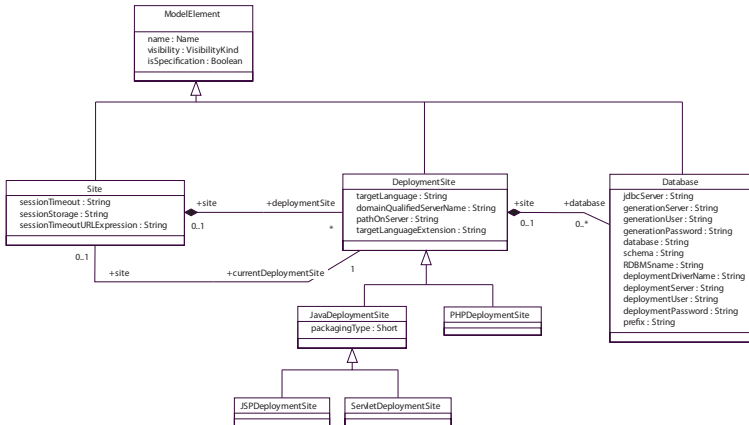 ModelElement
name : Name
visibility : VisibilityKind
isSpecification : Boolean
Site
sessionTimeout : String
sessionStorage : String
sessionTimeoutURLExpression : String
+site
0..1
+deploymentSite
*
0..1
+site
+currentDeploymentSite
1
DeploymentSite
targetLanguage : String
domainQualifiedServerName : String
pathOnServer : String
targetLanguageExtension : String
+site
0..1
+database
0..*
Database
jdbcServer : String
generationServer : String
generationUser : String
generationPassword : String
database : String
schema : String
RDBMSname : String
deploymentDriverName : String
deploymentServer : String
deploymentUser : String
deploymentPassword : String
prefix : String
JavaDeploymentSite
packagingType : Short
PHPDeploymentSite
JSPDeploymentSite
ServletDeploymentSite